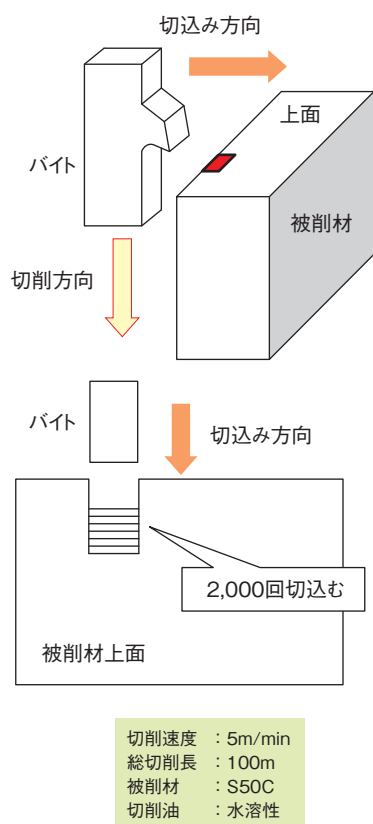 切込み方向
上面
バイト
被削材
切削方向
バイト
切込み方向
2,000回切込む
被削材上面
切削速度 : 5m/min
総切削長 : 100m
被削材 : S50C
切削油 : 水溶性